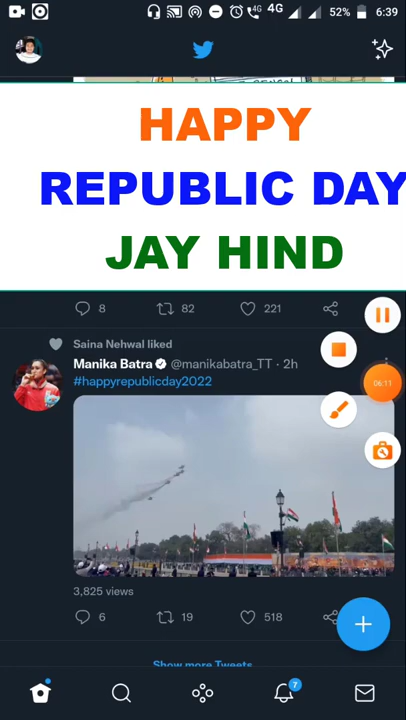 4G 4G 52% 6:39
HAPPY
REPUBLIC DAY
JAY HIND
8 82 221
Saina Nehwal liked
Manika Batra @manikabatra_TT · 2h
#happyrepublicday2022
06:11
3,825 views
6 19 518
Show more Tweets
7